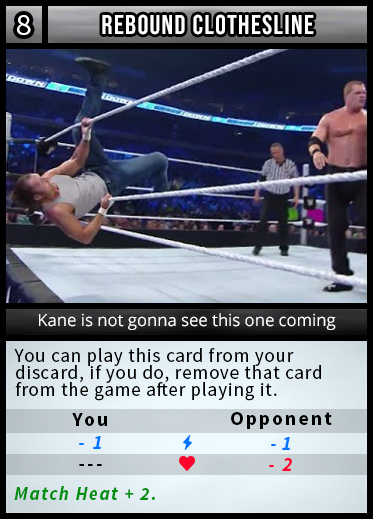 8
REBOUND CLOTHESLINE
DOWN
Kane is not gonna see this one coming
You can play this card from your
discard, if you do, remove that card
from the game after playing it.
You Opponent
- 1 - 1
--- - 2
Match Heat + 2.